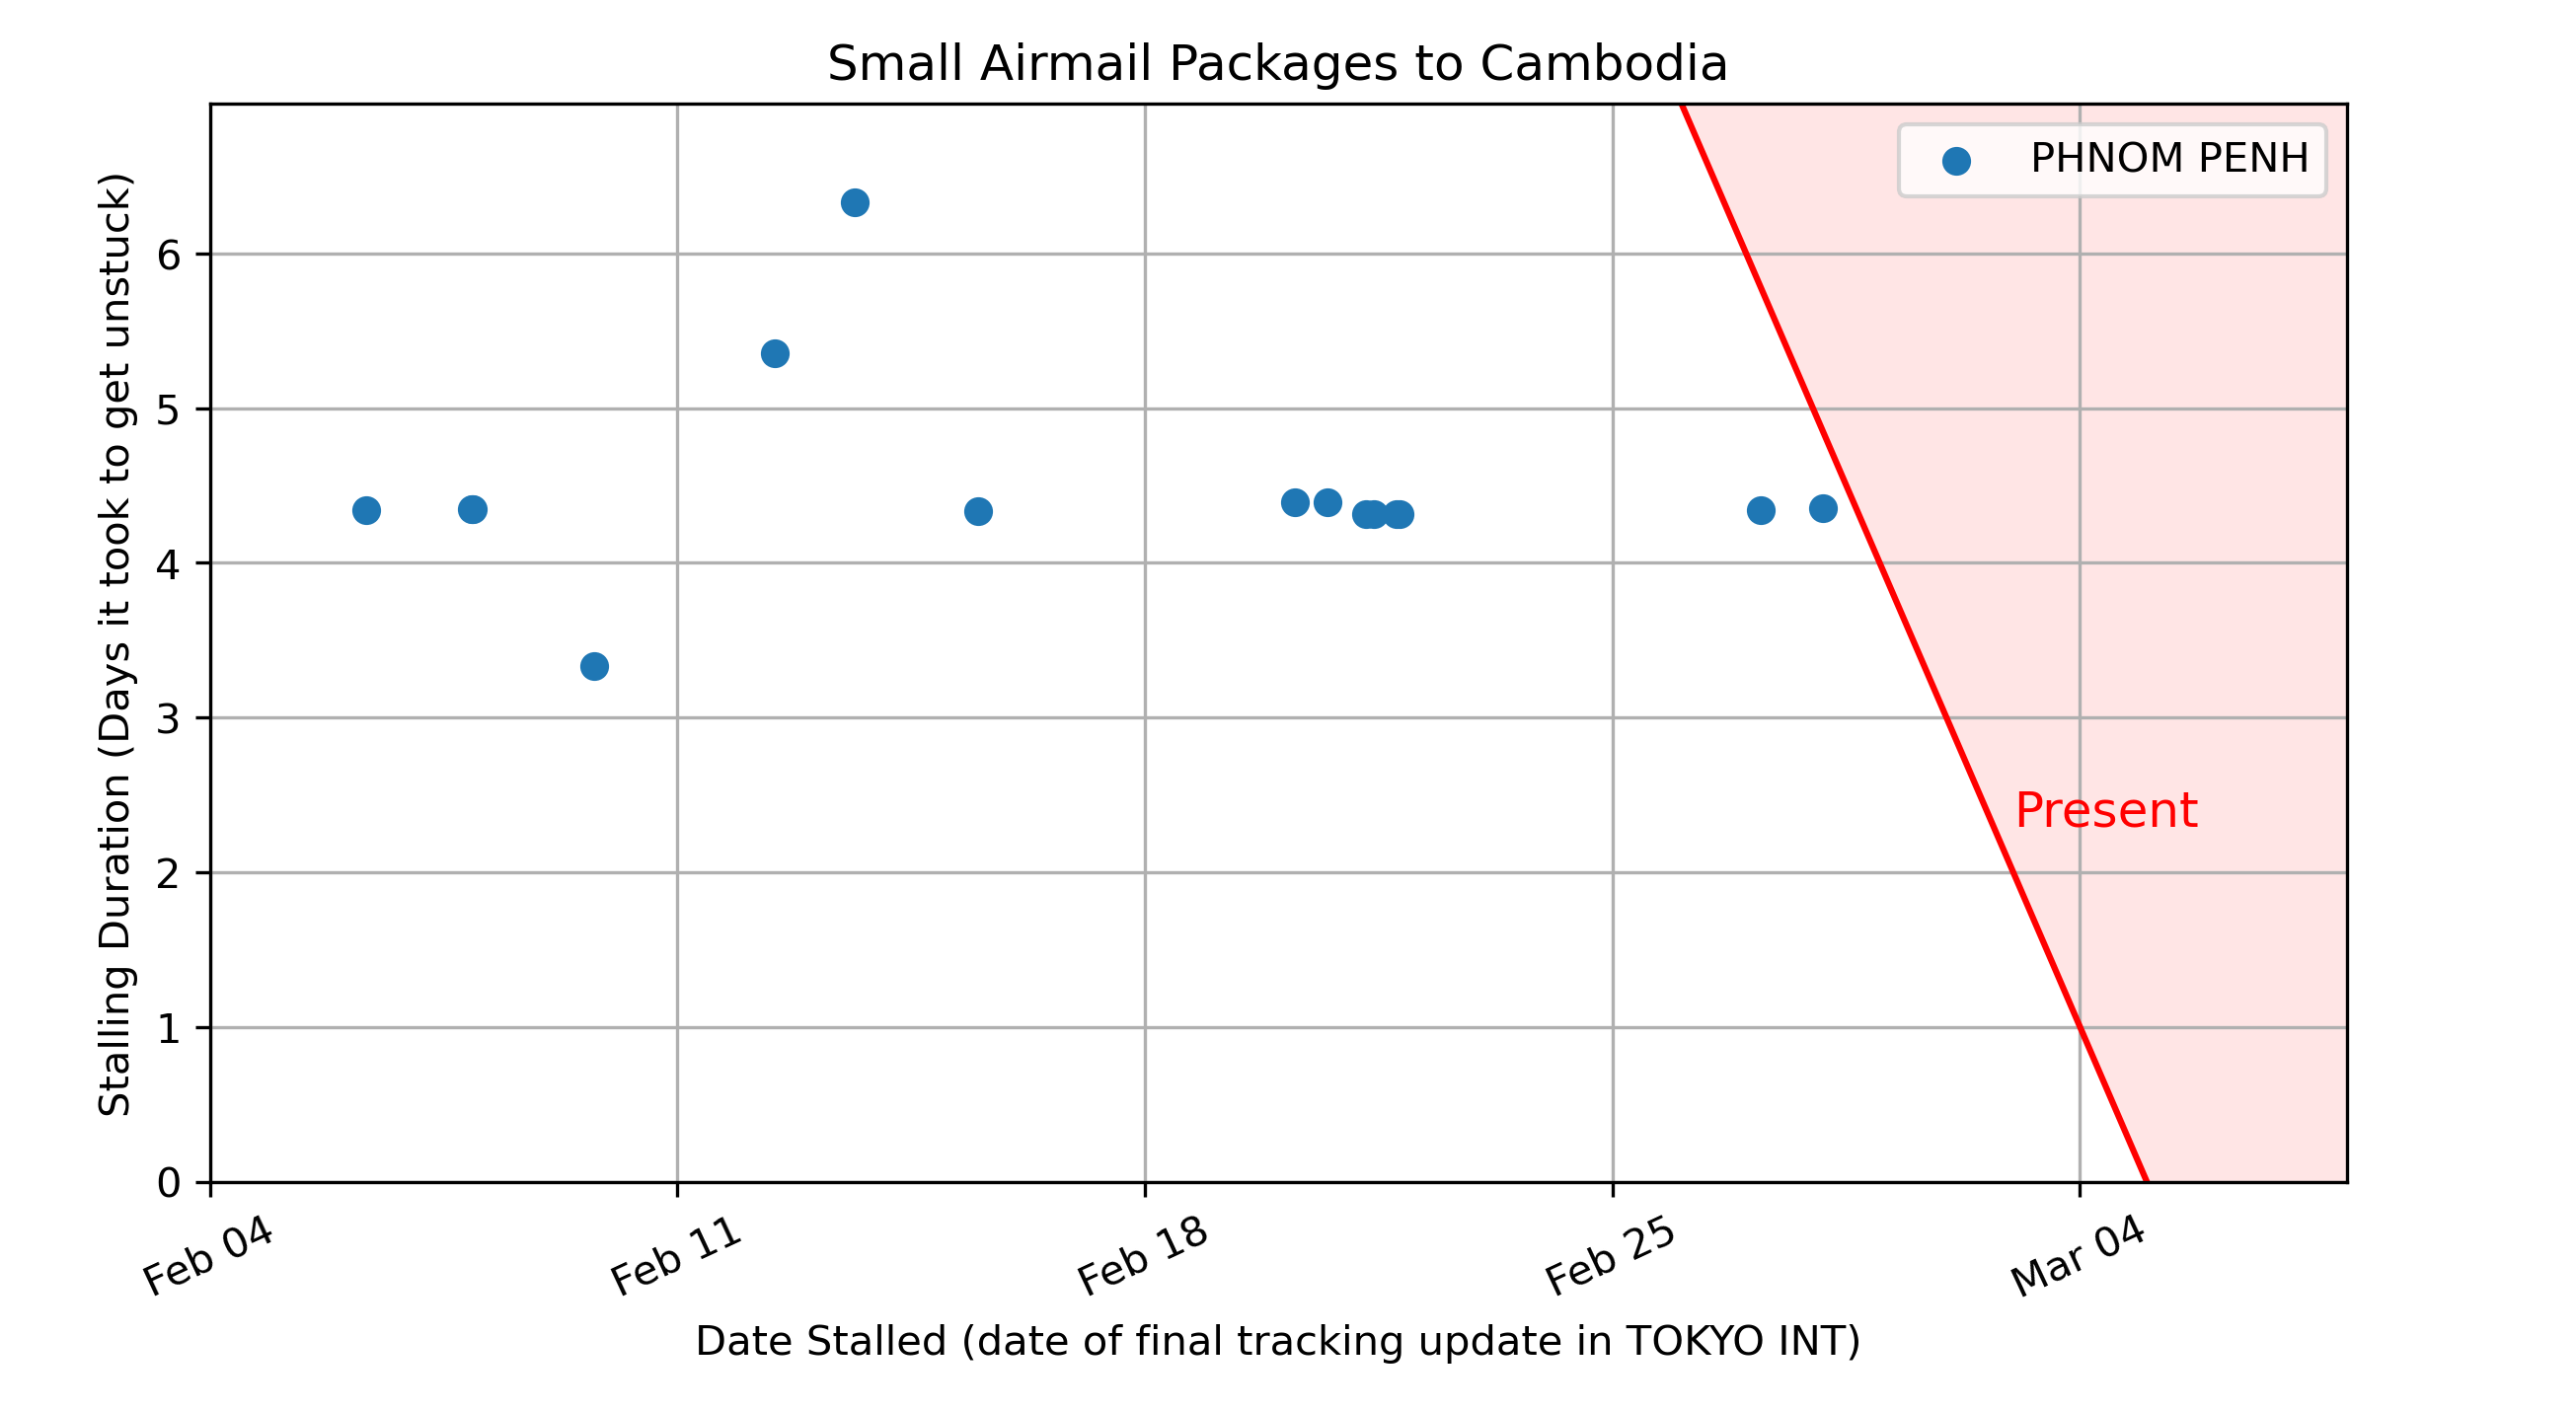 Small Airmail Packages to Cambodia
PHNOM PENH
Stalling Duration (Days it took to get unstuck)
6
5
4
3
2
1
0
Present
Feb 04
Feb 11
Feb 18
Feb 25
Mar 04
Date Stalled (date of final tracking update in TOKYO INT)